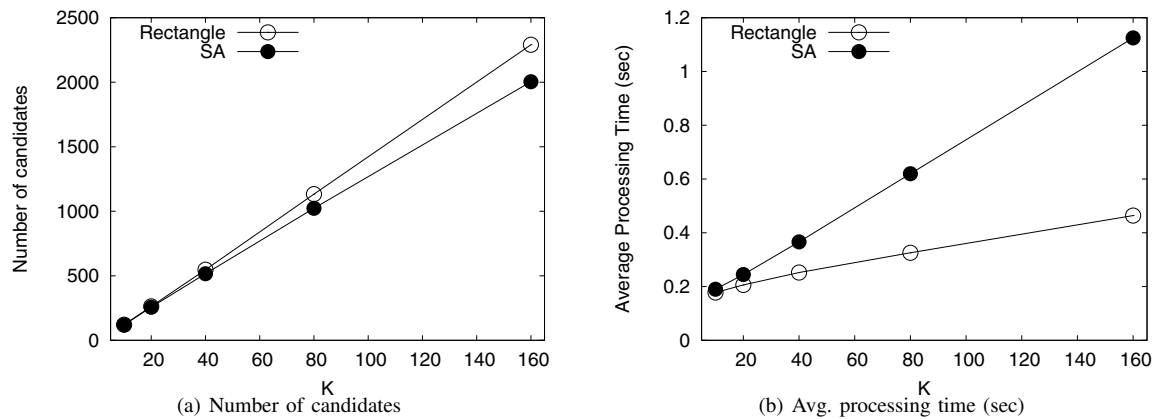 2500
2000
1500
1000
500
0
20 40 60 80 100 120 140 160
Number of candidates
K
Rectangle
SA
(a) Number of candidates
1.2
1
0.8
0.6
0.4
0.2
0
20 40 60 80 100 120 140 160
Average Processing Time (sec)
K
Rectangle
SA
(b) Avg. processing time (sec)